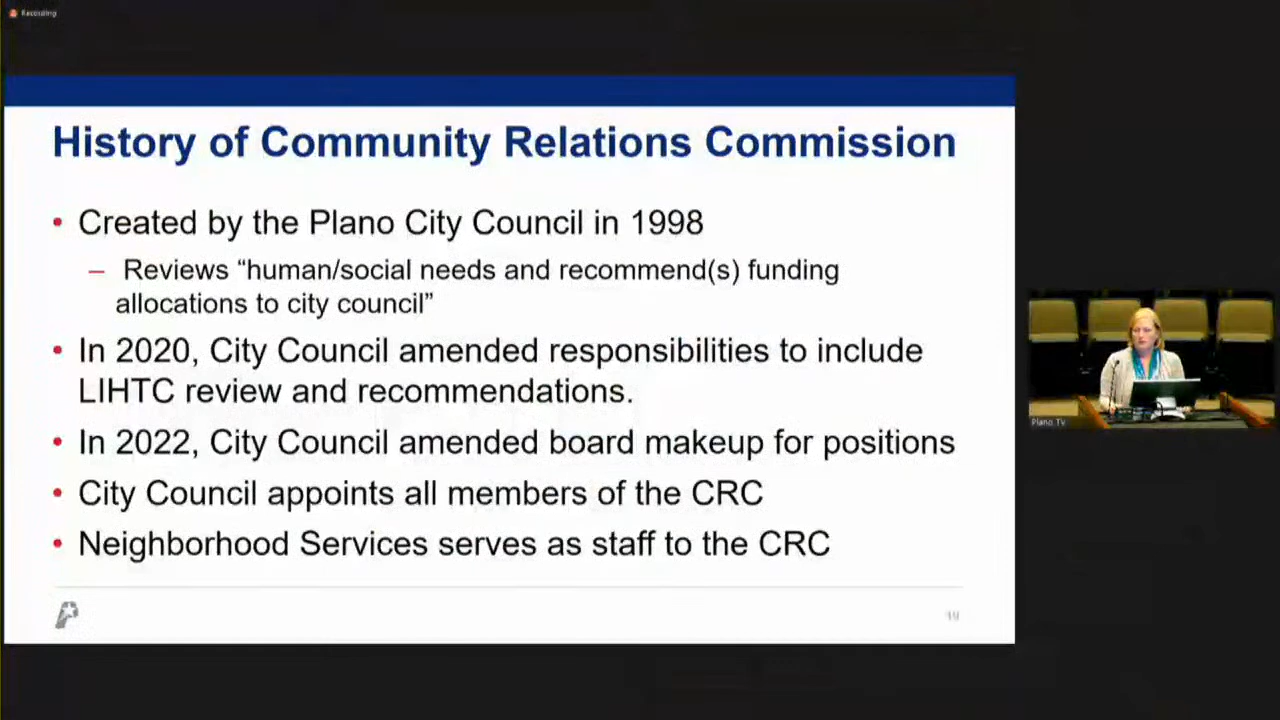 Recording
History of Community Relations Commission
• Created by the Plano City Council in 1998
– Reviews “human/social needs and recommend(s) funding
allocations to city council”
• In 2020, City Council amended responsibilities to include
LIHTC review and recommendations.
• In 2022, City Council amended board makeup for positions
• City Council appoints all members of the CRC
• Neighborhood Services serves as staff to the CRC
Plano TV